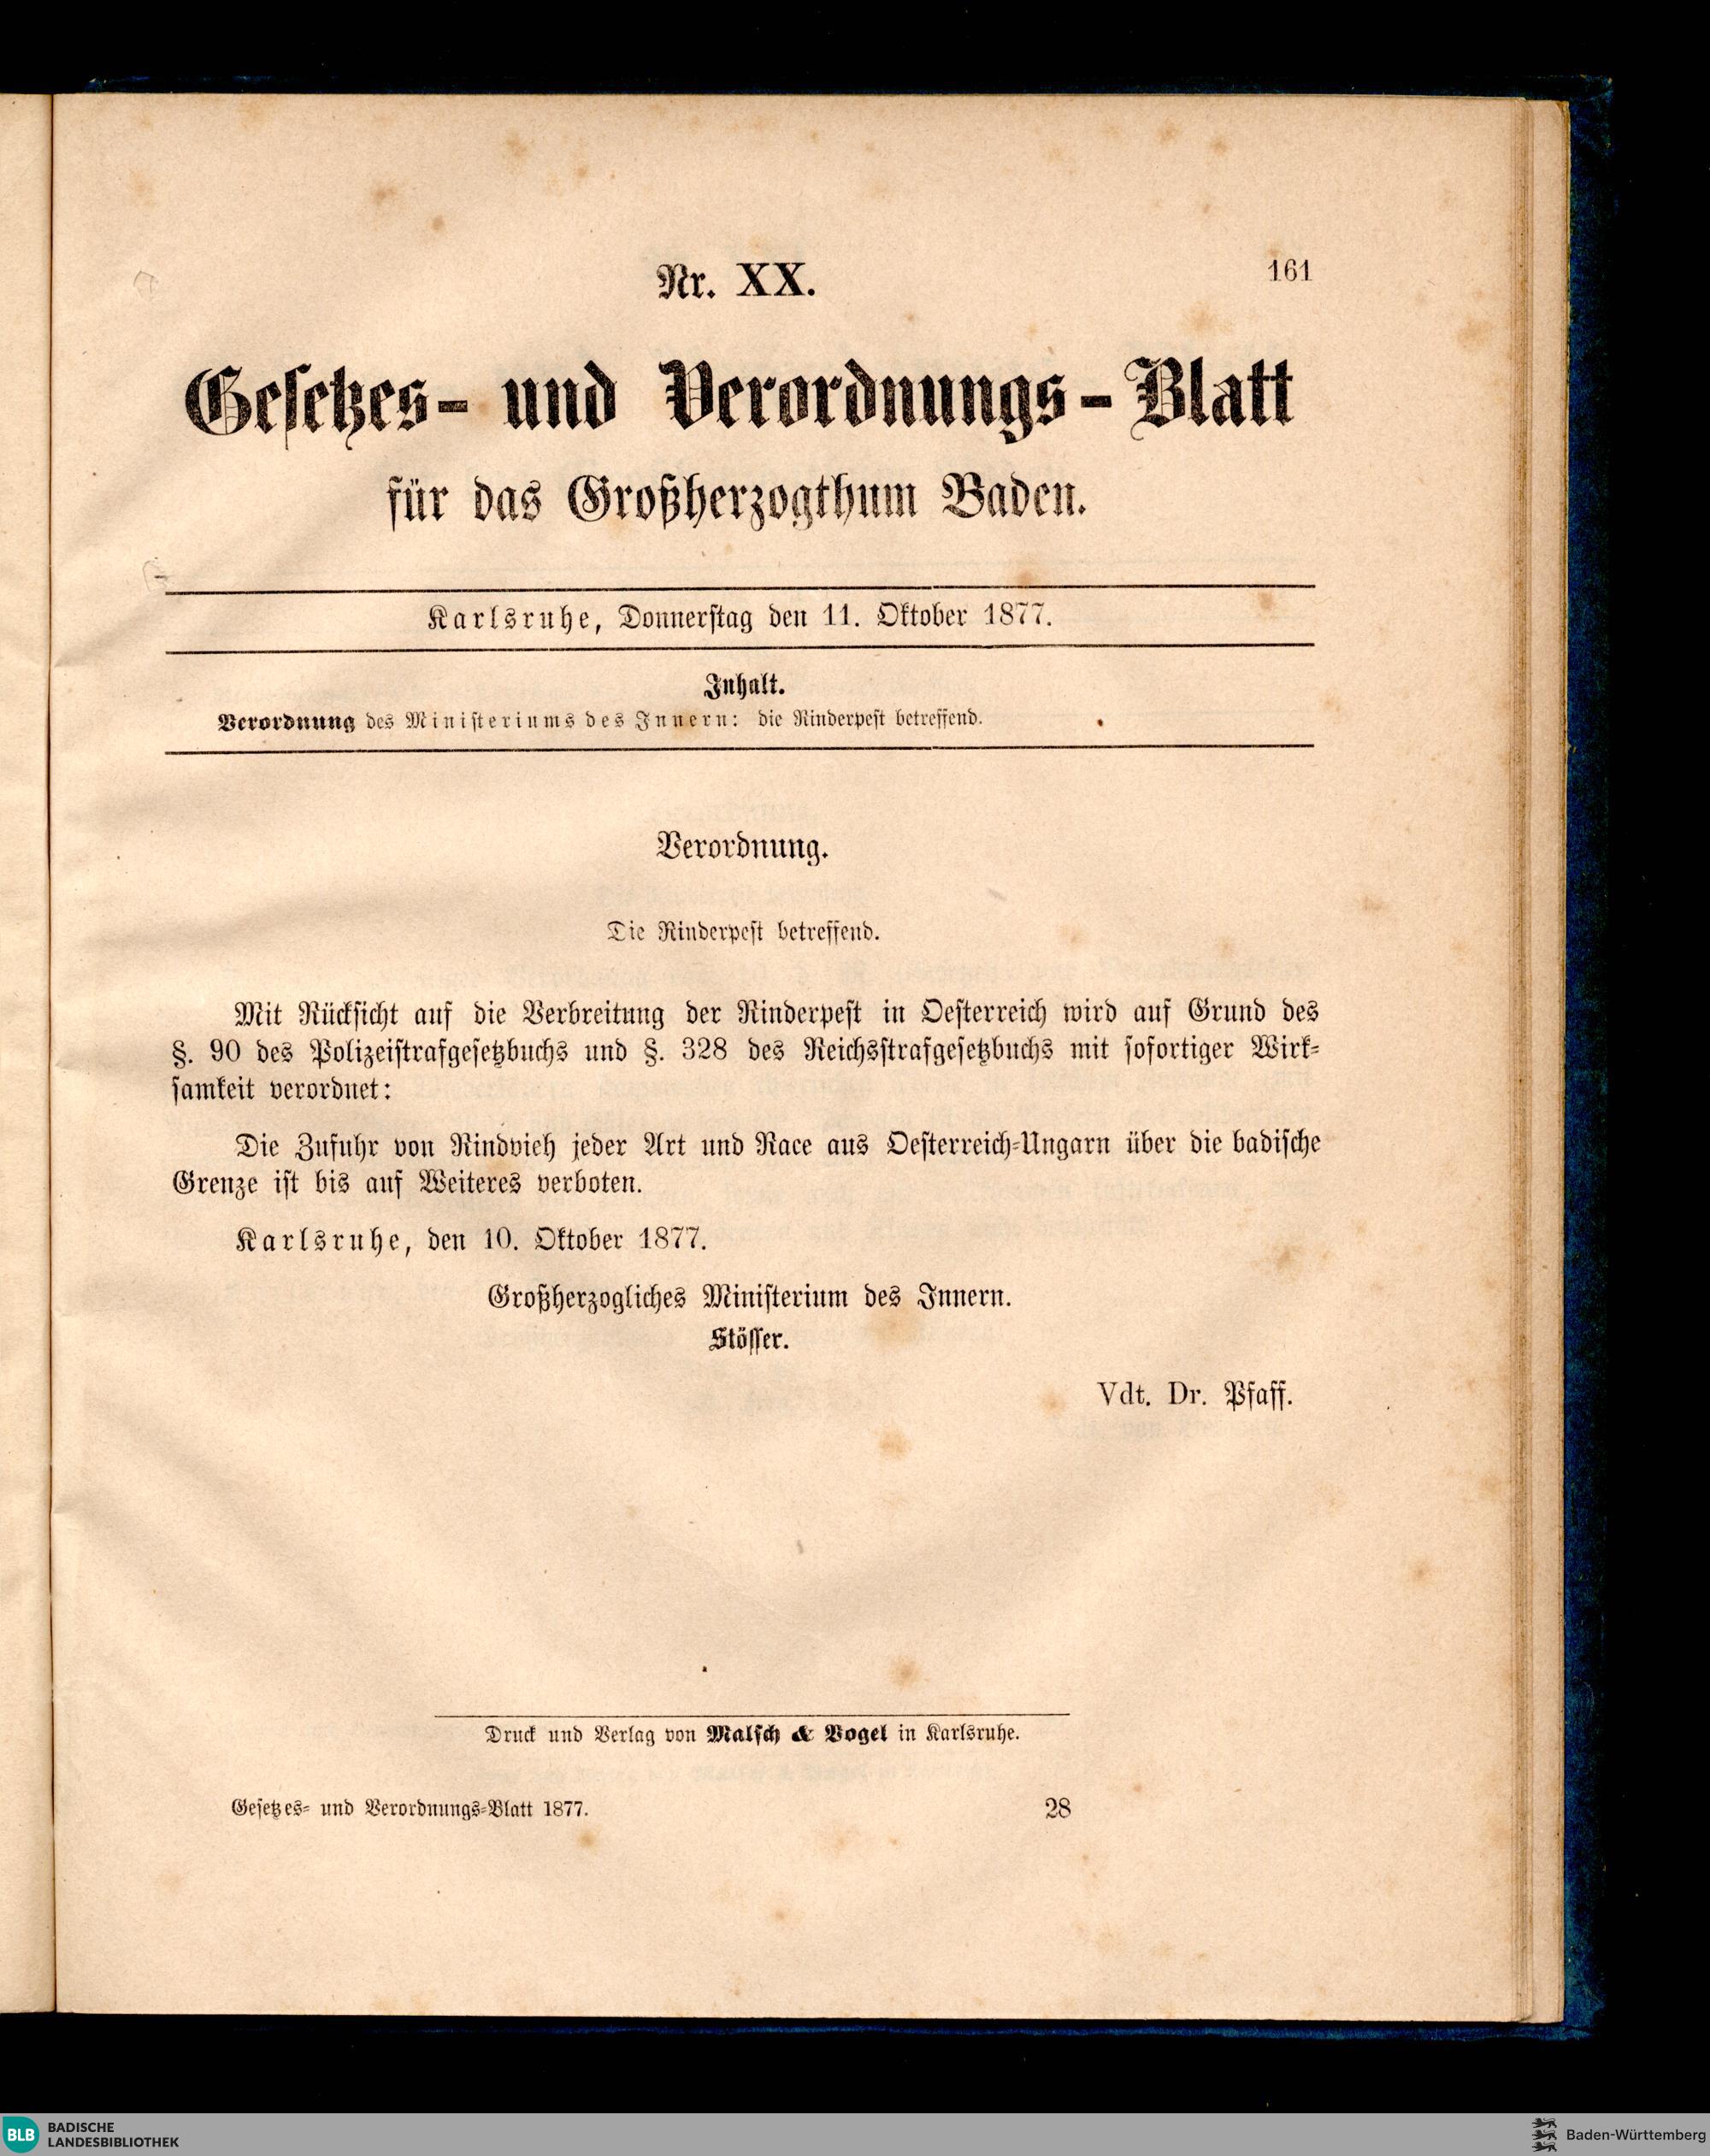 Nr. XX.
161
Gesetzes- und Verordnungs-Blatt
für das Großherzogthum Baden.
Karlsruhe, Donnerstag den 11. Oktober 1877.
Inhalt.
Verordnung des Ministeriums des Innern: die Rinderpest betreffend.
Verordnung.
Die Rinderpest betreffend.
Mit Rücksicht auf die Verbreitung der Rinderpest in Oesterreich wird auf Grund des
§. 90 des Polizeistrafgesetzbuchs und §. 328 des Reichsstrafgesetzbuchs mit sofortiger Wirk-
samkeit verordnet:
Die Zufuhr von Rindvieh jeder Art und Race aus Oesterreich-Ungarn über die badische
Grenze ist bis auf Weiteres verboten.
Karlsruhe, den 10. Oktober 1877.
Großherzogliches Ministerium des Innern.
Stösser.
Vdt. Dr. Pfaff.
Druck und Verlag von Malsch & Vogel in Karlsruhe.
Gesetzes- und Verordnungs-Blatt 1877.
28
BLB BADISCHE
LANDESBIBLIOTHEK
Baden-Württemberg